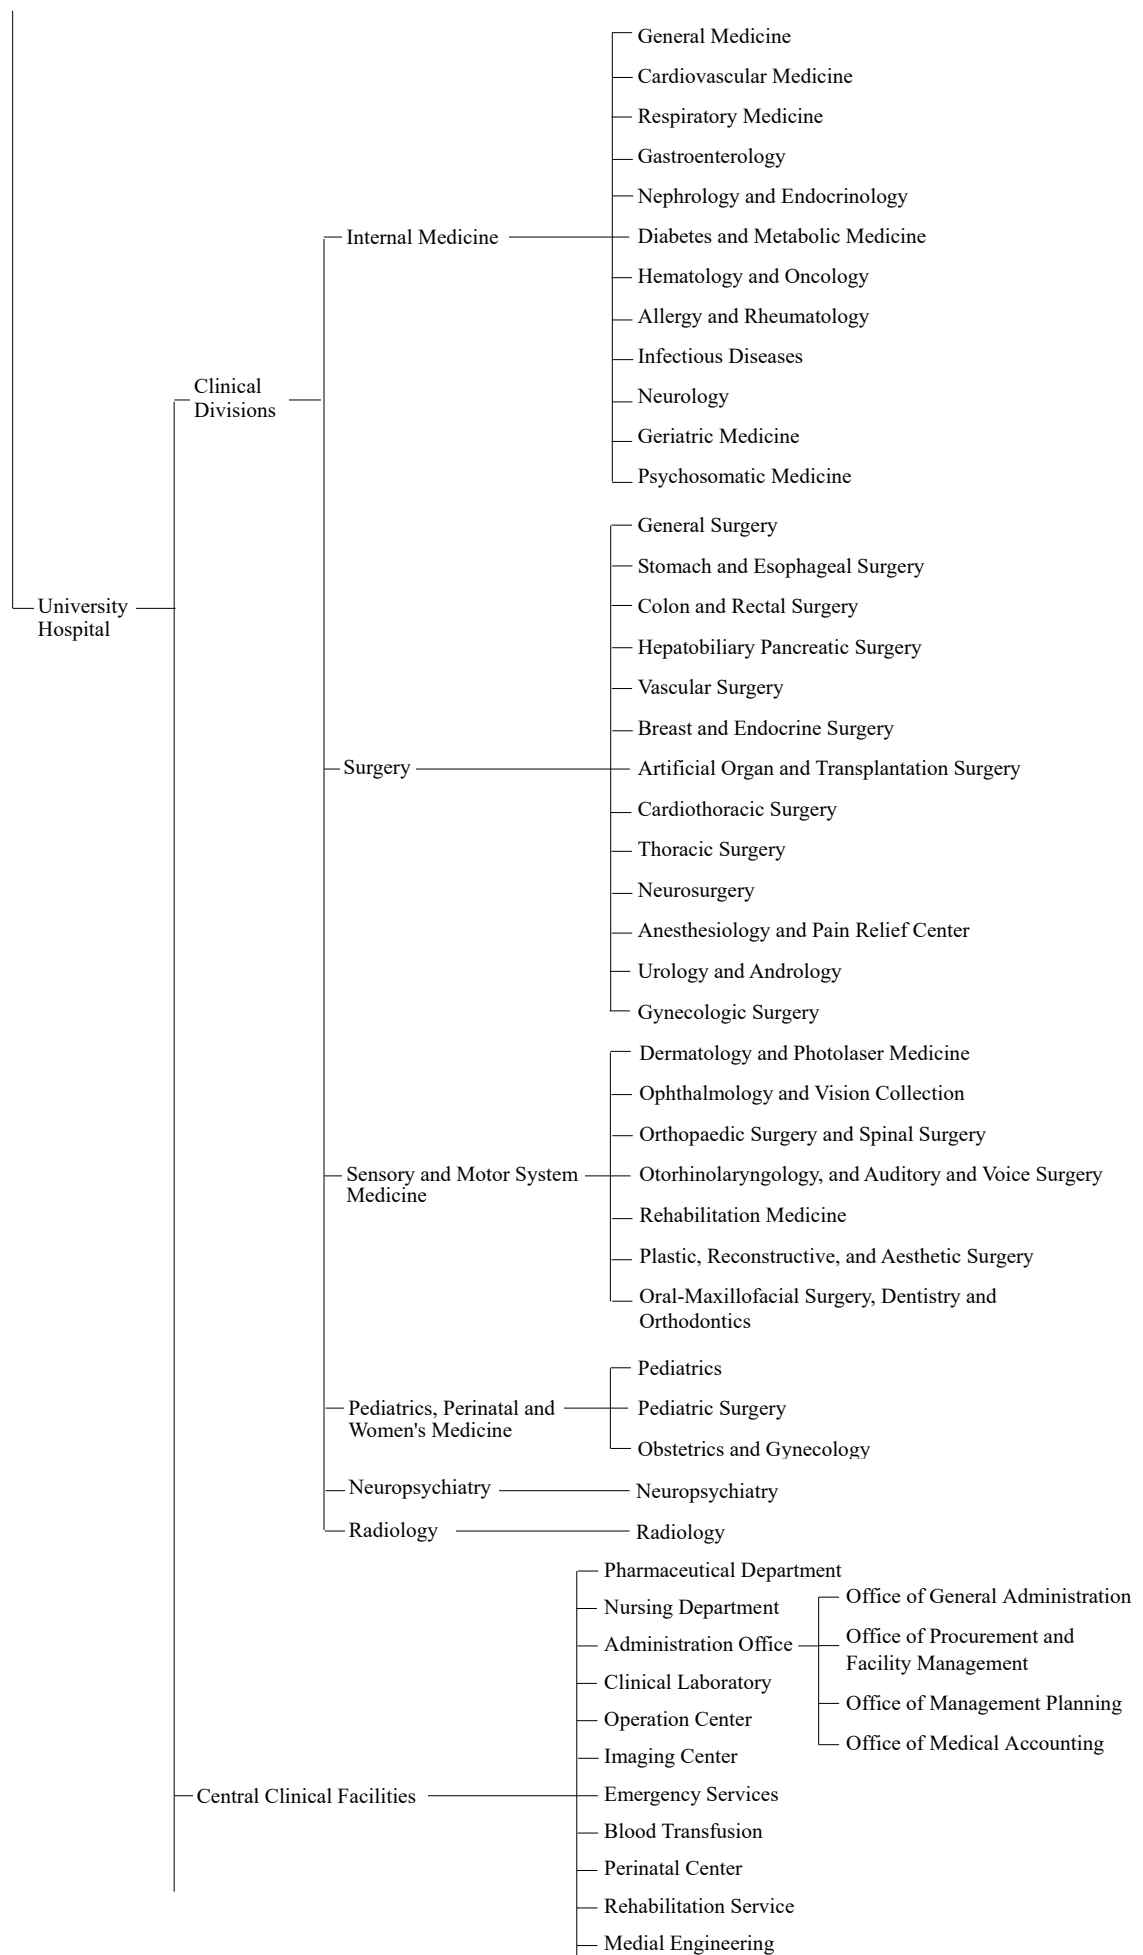 University
Hospital
Clinical
Divisions
Internal Medicine
General Medicine
Cardiovascular Medicine
Respiratory Medicine
Gastroenterology
Nephrology and Endocrinology
Diabetes and Metabolic Medicine
Hematology and Oncology
Allergy and Rheumatology
Infectious Diseases
Neurology
Geriatric Medicine
Psychosomatic Medicine
Surgery
General Surgery
Stomach and Esophageal Surgery
Colon and Rectal Surgery
Hepatobiliary Pancreatic Surgery
Vascular Surgery
Breast and Endocrine Surgery
Artificial Organ and Transplantation Surgery
Cardiothoracic Surgery
Thoracic Surgery
Neurosurgery
Anesthesiology and Pain Relief Center
Urology and Andrology
Gynecologic Surgery
Sensory and Motor System
Medicine
Dermatology and Photolaser Medicine
Ophthalmology and Vision Collection
Orthopaedic Surgery and Spinal Surgery
Otorhinolaryngology, and Auditory and Voice Surgery
Rehabilitation Medicine
Plastic, Reconstructive, and Aesthetic Surgery
Oral-Maxillofacial Surgery, Dentistry and
Orthodontics
Pediatrics, Perinatal and
Women's Medicine
Pediatrics
Pediatric Surgery
Obstetrics and Gynecology
Neuropsychiatry
Neuropsychiatry
Radiology
Radiology
Central Clinical Facilities
Pharmaceutical Department
Nursing Department
Administration Office
Office of General Administration
Office of Procurement and
Facility Management
Office of Management Planning
Office of Medical Accounting
Clinical Laboratory
Operation Center
Imaging Center
Emergency Services
Blood Transfusion
Perinatal Center
Rehabilitation Service
Medial Engineering